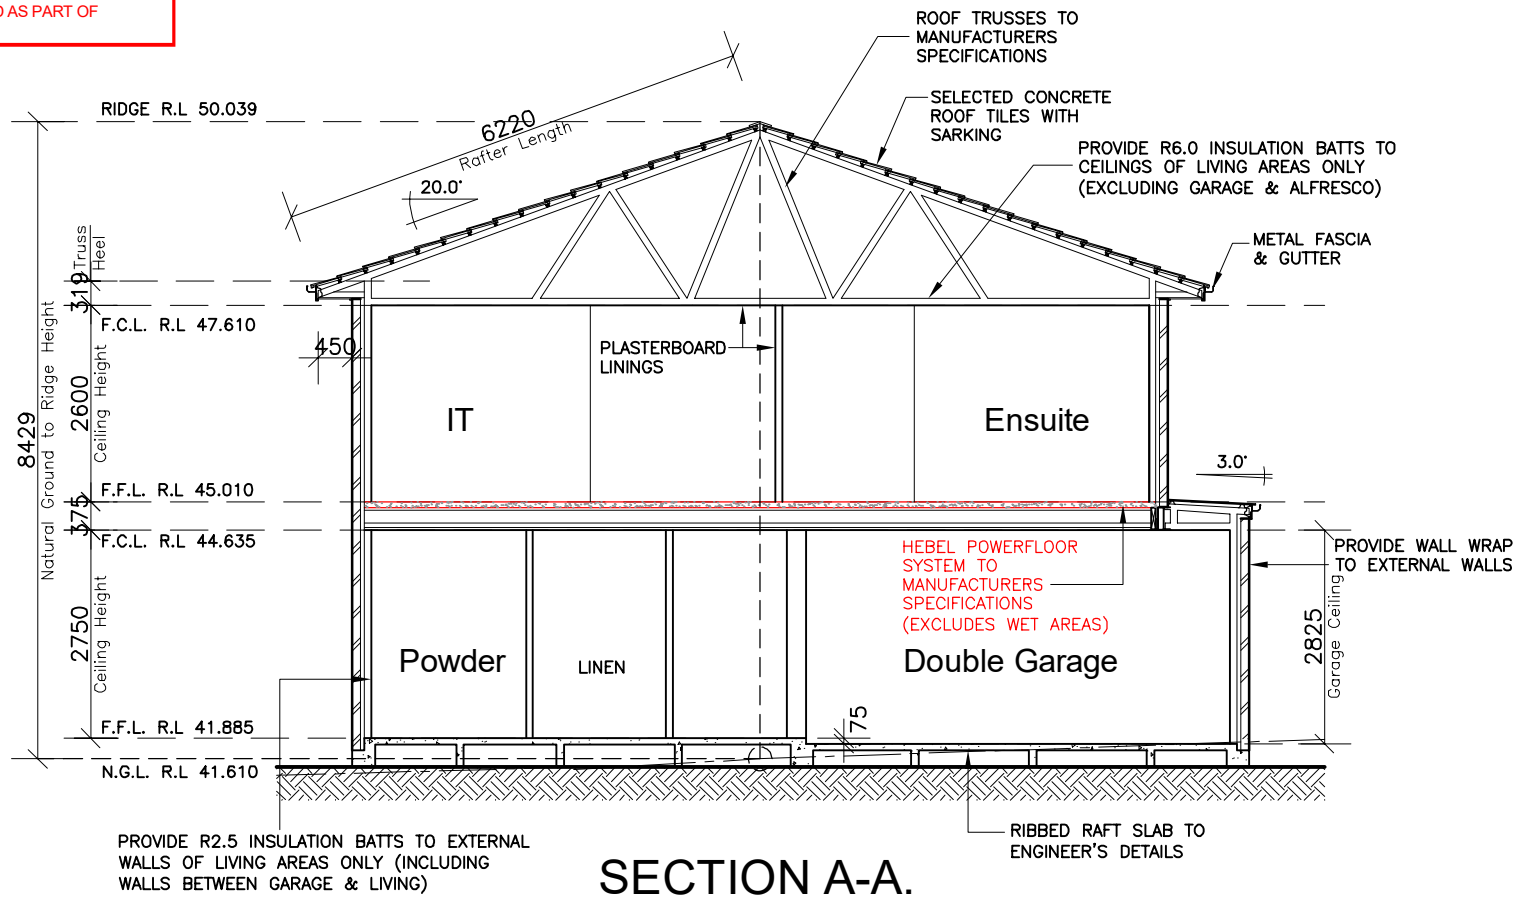 D AS PART OF
ROOF TRUSSES TO
MANUFACTURERS
SPECIFICATIONS
SELECTED CONCRETE
ROOF TILES WITH
SARKING
PROVIDE R6.0 INSULATION BATTS TO
CEILINGS OF LIVING AREAS ONLY
(EXCLUDING GARAGE & ALFRESCO)
METAL FASCIA
& GUTTER
RIDGE R.L 50.039
6220
Rafter Length
20.0°
Truss
Heel
319
F.C.L. R.L 47.610
450
PLASTERBOARD
LININGS
2600
Ceiling Height
8429
Natural Ground to Ridge Height
IT
Ensuite
3.0°
F.F.L. R.L 45.010
375
F.C.L. R.L 44.635
HEBEL POWERFLOOR
SYSTEM TO
MANUFACTURERS
SPECIFICATIONS
(EXCLUDES WET AREAS)
PROVIDE WALL WRAP
TO EXTERNAL WALLS
2750
Ceiling Height
2825
Garage Ceiling
Powder
LINEN
Double Garage
75
F.F.L. R.L 41.885
N.G.L. R.L 41.610
PROVIDE R2.5 INSULATION BATTS TO EXTERNAL
WALLS OF LIVING AREAS ONLY (INCLUDING
WALLS BETWEEN GARAGE & LIVING)
RIBBED RAFT SLAB TO
ENGINEER'S DETAILS
SECTION A-A.